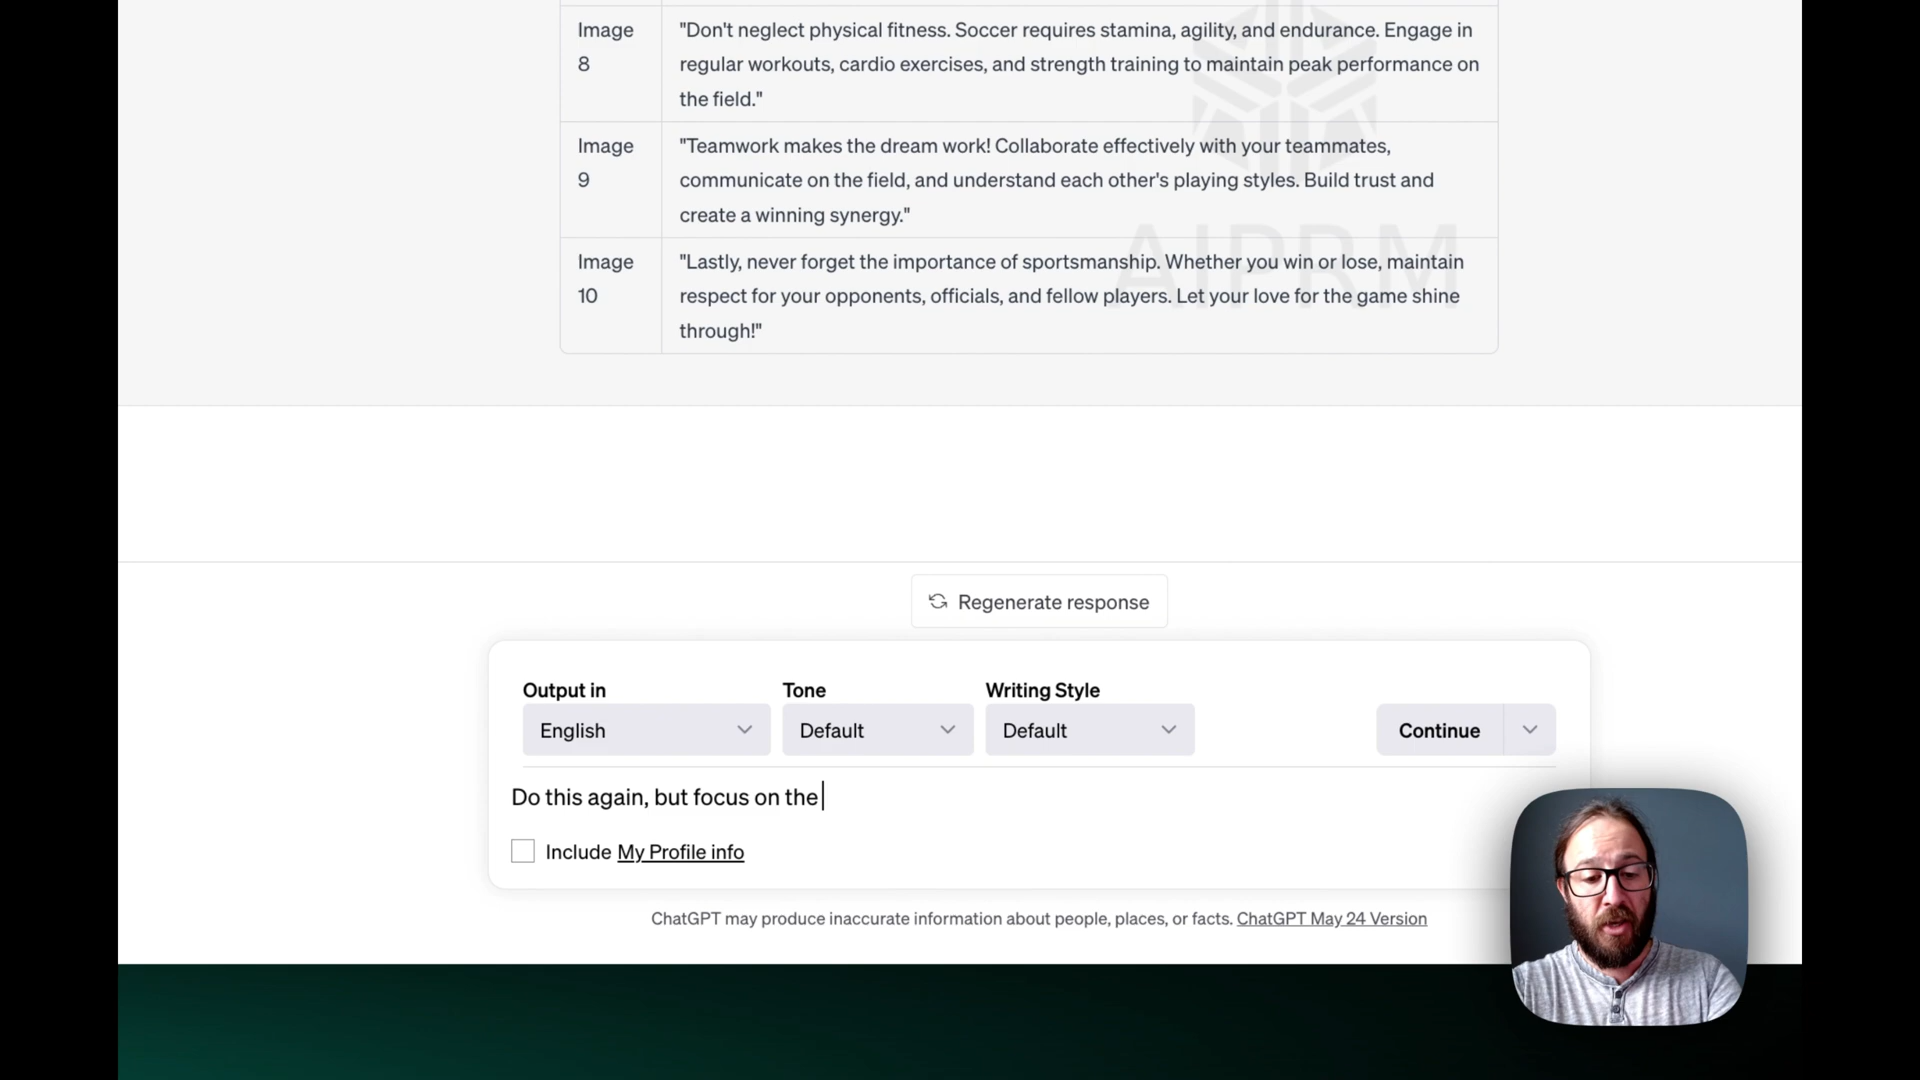 Image
8
"Don't neglect physical fitness. Soccer requires stamina, agility, and endurance. Engage in
regular workouts, cardio exercises, and strength training to maintain peak performance on
the field."
Image
9
"Teamwork makes the dream work! Collaborate effectively with your teammates,
communicate on the field, and understand each other's playing styles. Build trust and
create a winning synergy."
AIPRM
Image
10
"Lastly, never forget the importance of sportsmanship. Whether you win or lose, maintain
respect for your opponents, officials, and fellow players. Let your love for the game shine
through!"
Regenerate response
Output in
Tone
Writing Style
English
Default
Default
Continue
Do this again, but focus on the
Include My Profile info
ChatGPT may produce inaccurate information about people, places, or facts. ChatGPT May 24 Version